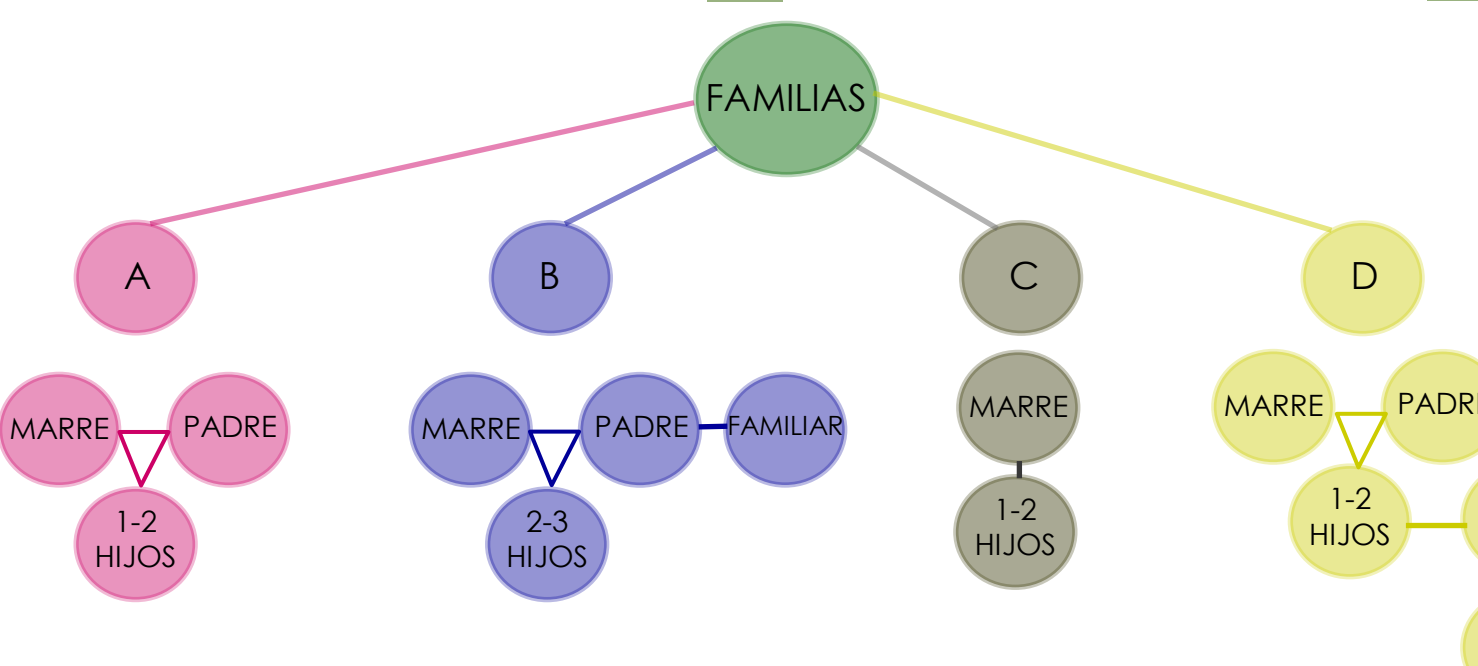 FAMILIAS
A
B
C
D
MARRE
PADRE
1-2
HIJOS
MARRE
PADRE
FAMILIAR
2-3
HIJOS
MARRE
1-2
HIJOS
MARRE
PADR
1-2
HIJOS